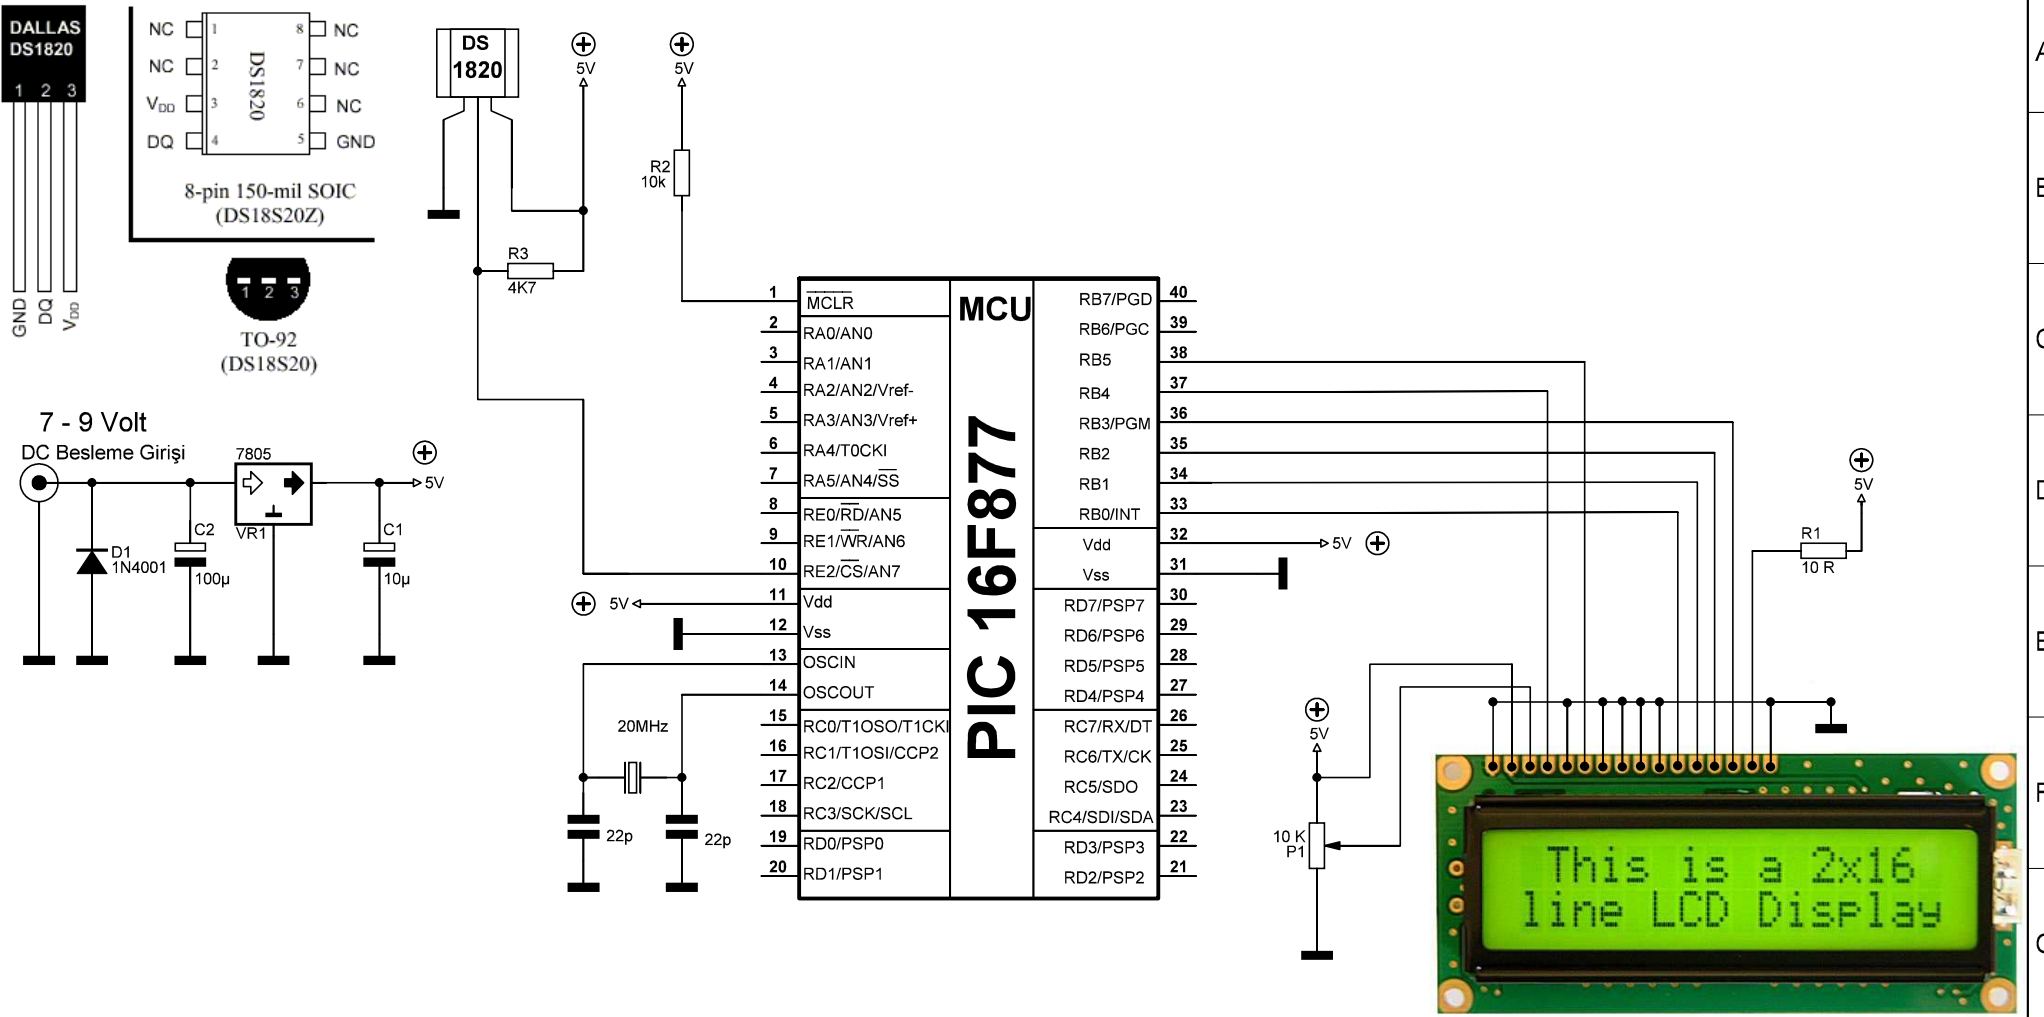 DALLAS
DS1820
1 2 3
GND
DQ
VDD
NC 1 8 NC
NC 2 7 NC
VDD 3 6 NC
DQ 4 5 GND
DS1820
8-pin 150-mil SOIC
(DS18S20Z)
1 2 3
TO-92
(DS18S20)
DS
1820
5V
5V
R2
10k
R3
4K7
7 - 9 Volt
DC Besleme Girişi
7805
5V
VR1
D1
1N4001
C2
100µ
C1
10µ
MCU
PIC 16F877
1 MCLR
2 RA0/AN0
3 RA1/AN1
4 RA2/AN2/Vref-
5 RA3/AN3/Vref+
6 RA4/T0CKI
7 RA5/AN4/SS
8 RE0/RD/AN5
9 RE1/WR/AN6
10 RE2/CS/AN7
11 Vdd
12 Vss
13 OSCIN
14 OSCOUT
15 RC0/T1OSO/T1CKI
16 RC1/T1OSI/CCP2
17 RC2/CCP1
18 RC3/SCK/SCL
19 RD0/PSP0
20 RD1/PSP1
RB7/PGD 40
RB6/PGC 39
RB5 38
RB4 37
RB3/PGM 36
RB2 35
RB1 34
RB0/INT 33
Vdd 32
Vss 31
RD7/PSP7 30
RD6/PSP6 29
RD5/PSP5 28
RD4/PSP4 27
RC7/RX/DT 26
RC6/TX/CK 25
RC5/SDO 24
RC4/SDI/SDA 23
RD3/PSP3 22
RD2/PSP2 21
5V
5V
20MHz
22p
22p
5V
10 K
P1
5V
R1
10 R
This is a 2x16
line LCD Display